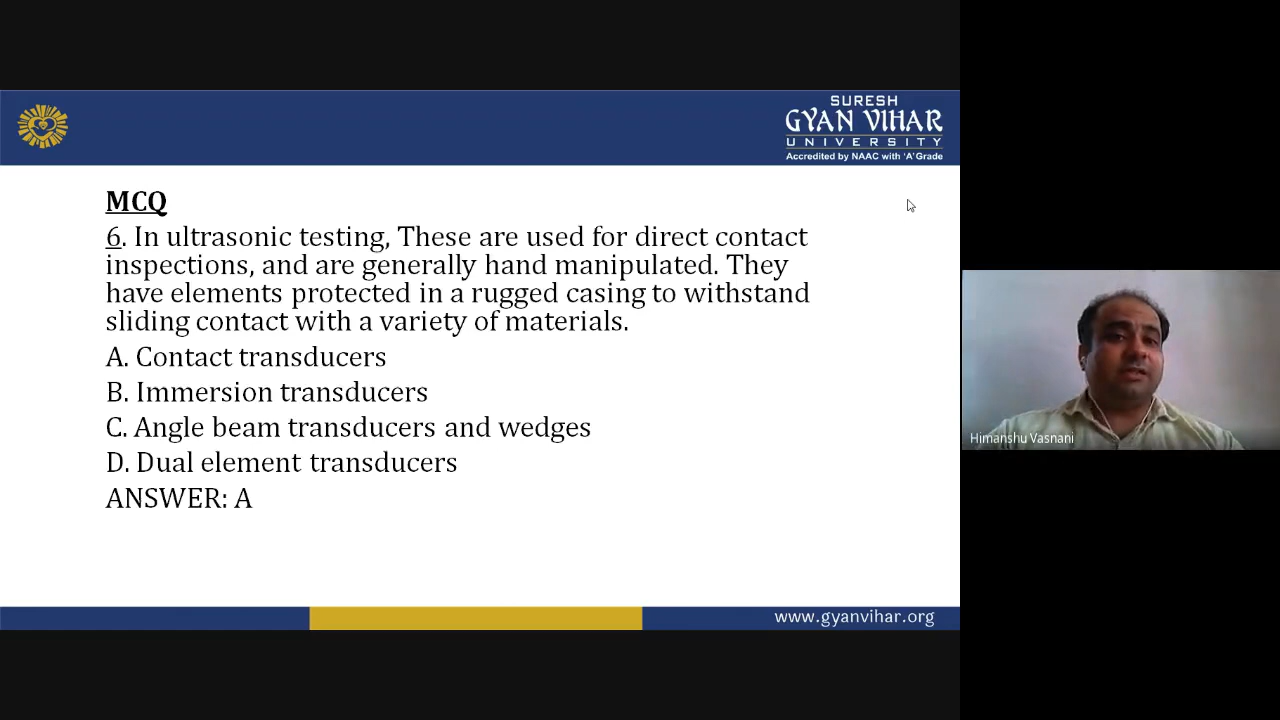 SURESH
GYAN VIHAR
UNIVERSITY
Accredited by NAAC with 'A' Grade
MCQ
6. In ultrasonic testing, These are used for direct contact
inspections, and are generally hand manipulated. They
have elements protected in a rugged casing to withstand
sliding contact with a variety of materials.
A. Contact transducers
B. Immersion transducers
C. Angle beam transducers and wedges
D. Dual element transducers
ANSWER: A
Himanshu Vasnani
www.gyanvihar.org